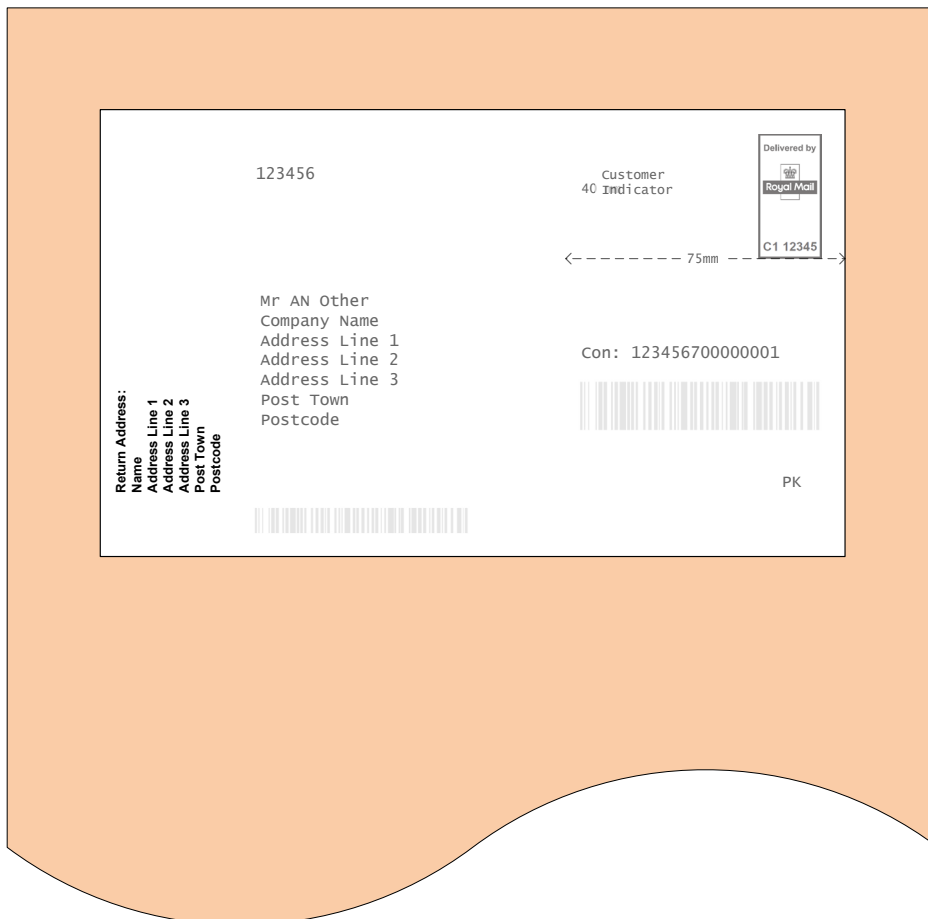 Delivered by
Royal Mail
C1 12345
123456
Customer
Indicator
40 mm
75mm
Mr AN Other
Company Name
Address Line 1
Address Line 2
Address Line 3
Post Town
Postcode
Con: 123456700000001
PK
Return Address:
Name
Address Line 1
Address Line 2
Address Line 3
Post Town
Postcode